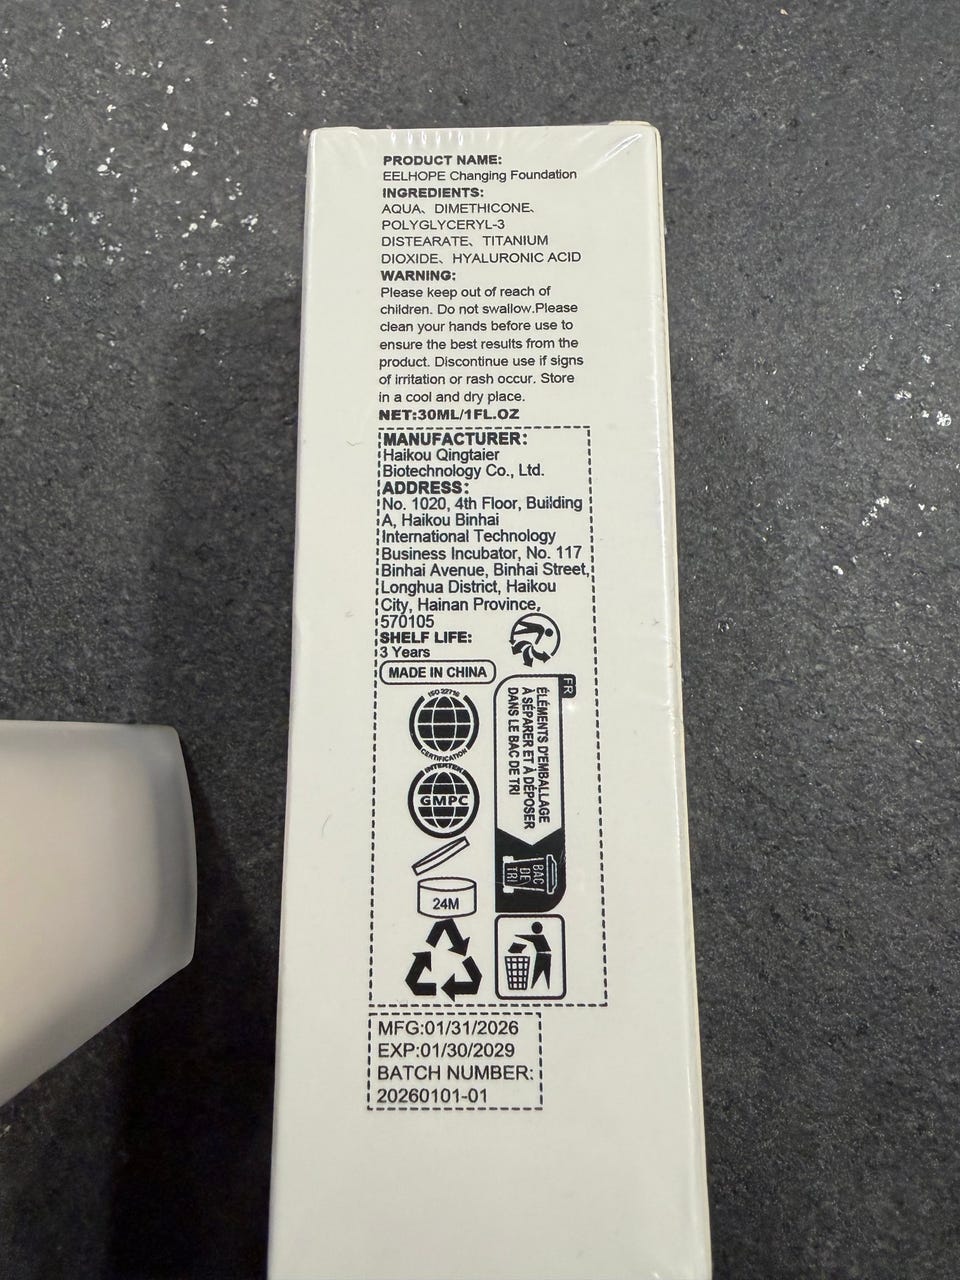 PRODUCT NAME:
EELHOPE Changing Foundation
INGREDIENTS:
AQUA、DIMETHICONE、
POLYGLYCERYL-3
DISTEARATE、TITANIUM
DIOXIDE、HYALURONIC ACID
WARNING:
Please keep out of reach of
children. Do not swallow.Please
clean your hands before use to
ensure the best results from the
product. Discontinue use if signs
of irritation or rash occur. Store
in a cool and dry place.
NET:30ML/1FL.OZ
MANUFACTURER:
Haikou Qingtaier
Biotechnology Co., Ltd.
ADDRESS:
No. 1020, 4th Floor, Building
A, Haikou Binhai
International Technology
Business Incubator, No. 117
Binhai Avenue, Binhai Street,
Longhua District, Haikou
City, Hainan Province,
570105
SHELF LIFE:
3 Years
MADE IN CHINA
ISO 22716
CERTIFICATION
INTERTEK
GMPC
24M
FR
ÉLÉMENTS D'EMBALLAGE
À SÉPARER ET À DÉPOSER
DANS LE BAC DE TRI
BAC
DE
TRI
MFG:01/31/2026
EXP:01/30/2029
BATCH NUMBER:
20260101-01